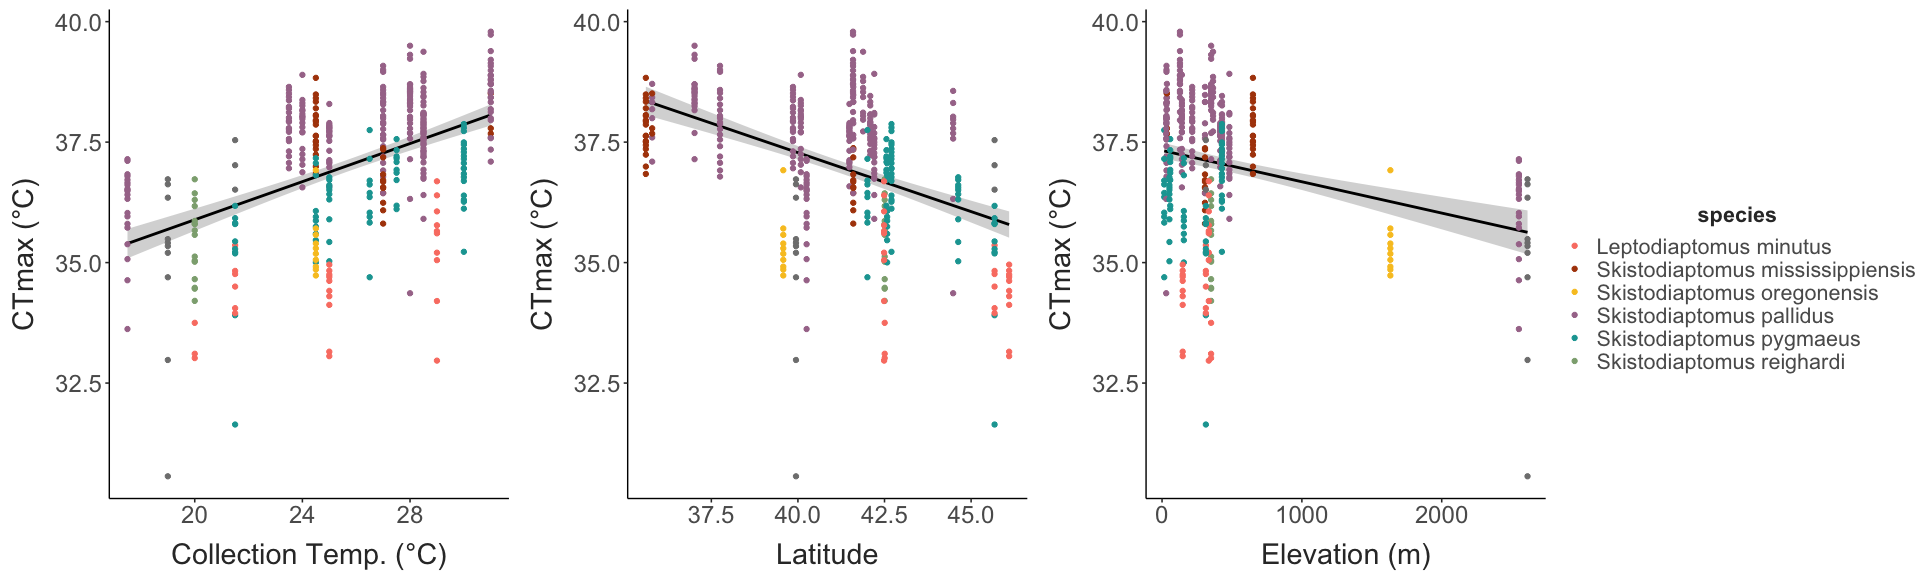 40.0
37.5
35.0
32.5
CTmax (°C)
20 24 28
Collection Temp. (°C)
40.0
37.5
35.0
32.5
CTmax (°C)
37.5 40.0 42.5 45.0
Latitude
40.0
37.5
35.0
32.5
CTmax (°C)
0 1000 2000
Elevation (m)
species
Leptodiaptomus minutus
Skistodiaptomus mississippiensis
Skistodiaptomus oregonensis
Skistodiaptomus pallidus
Skistodiaptomus pygmaeus
Skistodiaptomus reighardi